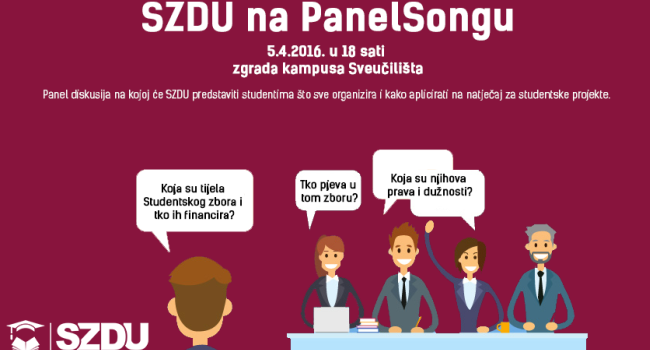 SZDU na PanelSongu
5.4.2016. u 18 sati
zgrada kampusa Sveučilišta
Panel diskusija na kojoj će SZDU predstaviti studentima što sve organizira i kako aplicirati na natječaj za studentske projekte.
Koja su tijela
Studentskog zbora i
tko ih financira?
Tko pjeva u
tom zboru?
Koja su njihova
prava i dužnosti?
SZDU